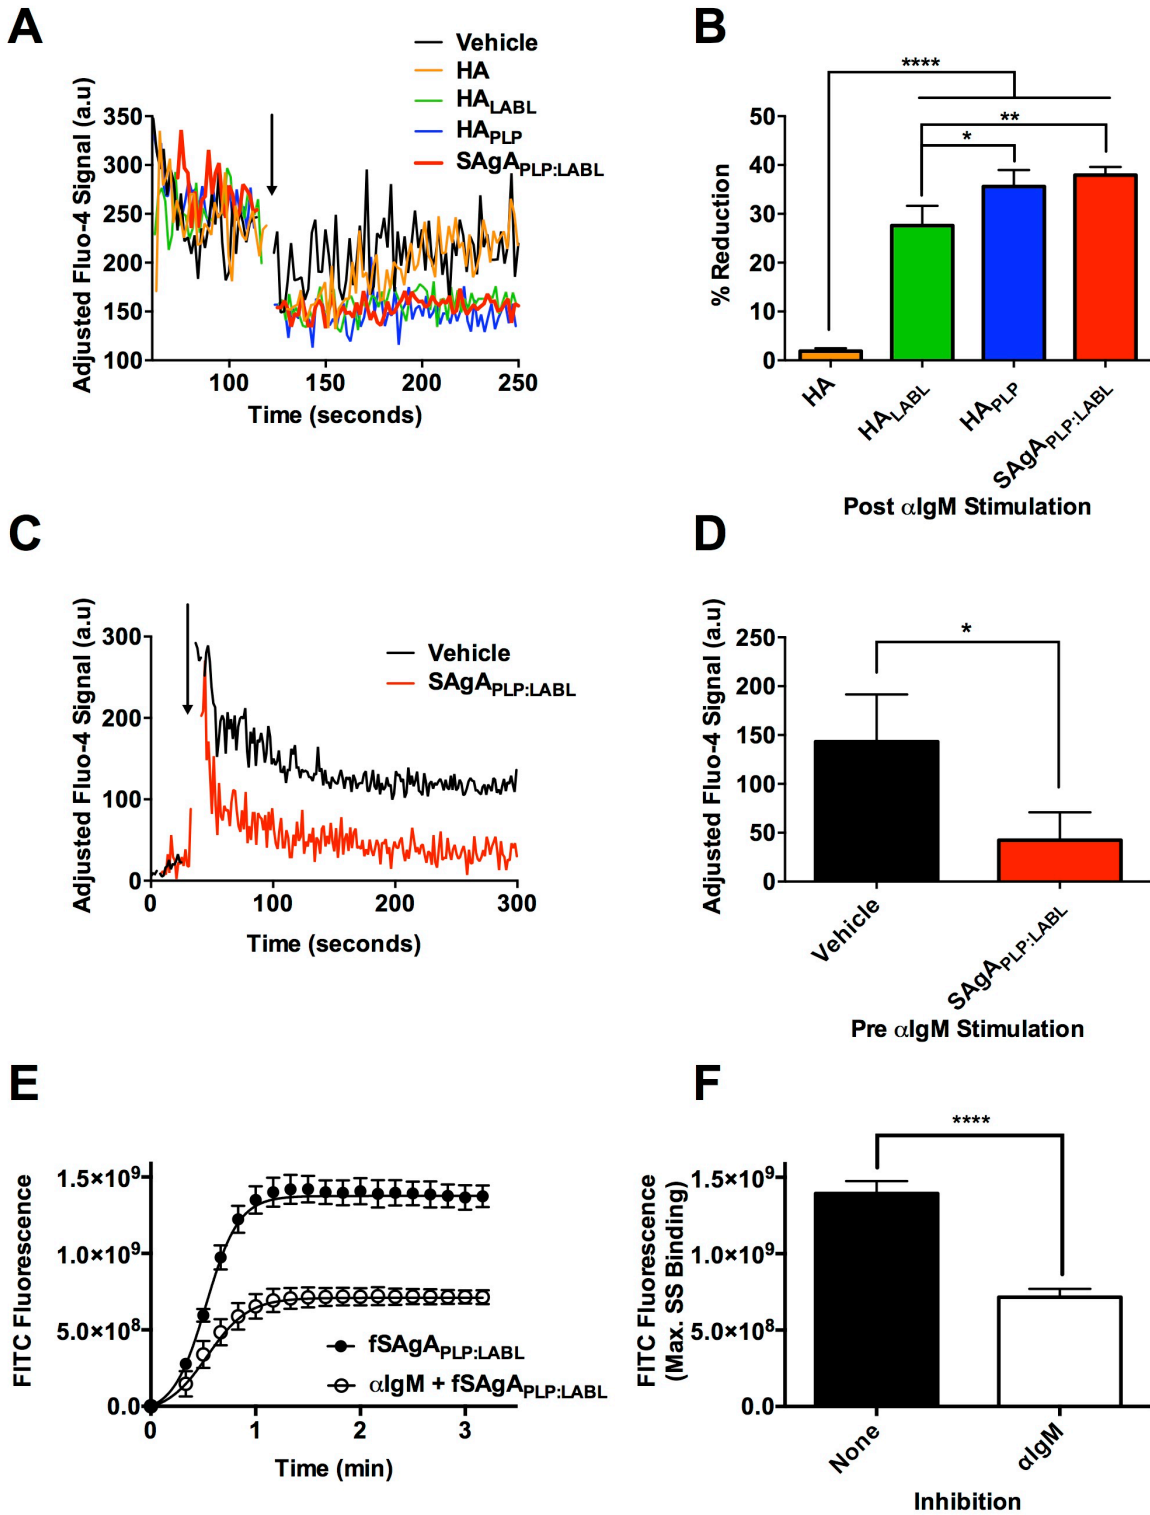 A
Vehicle
HA
HALABL
HAPLP
SAgAPLP:LABL
Adjusted Fluo-4 Signal (a.u)
350
300
250
200
150
100
100 150 200 250
Time (seconds)
B
****
**
*
% Reduction
50
40
30
20
10
0
HA
HALABL
HAPLP
SAgAPLP:LABL
Post αIgM Stimulation
C
Vehicle
SAgAPLP:LABL
Adjusted Fluo-4 Signal (a.u)
300
200
100
0
0 100 200 300
Time (seconds)
D
*
Adjusted Fluo-4 Signal (a.u)
250
200
150
100
50
0
Vehicle
SAgAPLP:LABL
Pre αIgM Stimulation
E
FITC Fluorescence
1.5×10⁹
1.0×10⁹
5.0×10⁸
0.0
fSAgAPLP:LABL
αIgM + fSAgAPLP:LABL
0 1 2 3
Time (min)
F
****
FITC Fluorescence
(Max. SS Binding)
1.5×10⁹
1.0×10⁹
5.0×10⁸
0.0
None
αIgM
Inhibition